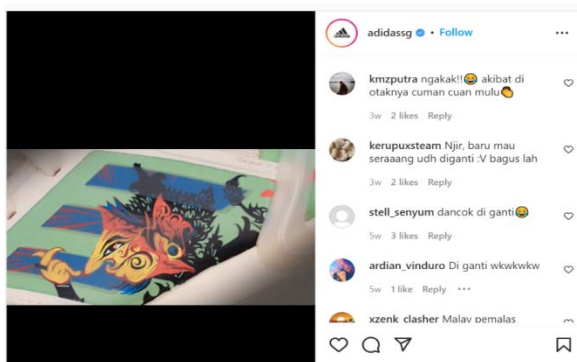 adidassg • Follow •••
kmzputra ngakak!!😂 akibat di
otaknya cuman cuan mulu👏
3w 2 likes Reply
kerupuxsteam Njir, baru mau
seraaang udh diganti :V bagus lah
3w 2 likes Reply
stell_senyum dancok di ganti😂
5w 3 likes Reply
ardian_vinduro Di ganti wkwkwkw
5w 1 like Reply •••
xzenk_clasher Malay pemalas